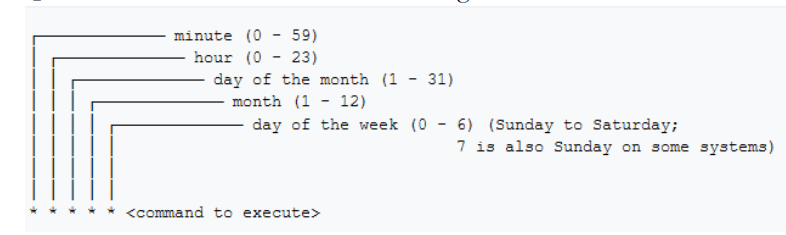 minute (0 - 59)
hour (0 - 23)
day of the month (1 - 31)
month (1 - 12)
day of the week (0 - 6) (Sunday to Saturday;
7 is also Sunday on some systems)
* * * * * <command to execute>